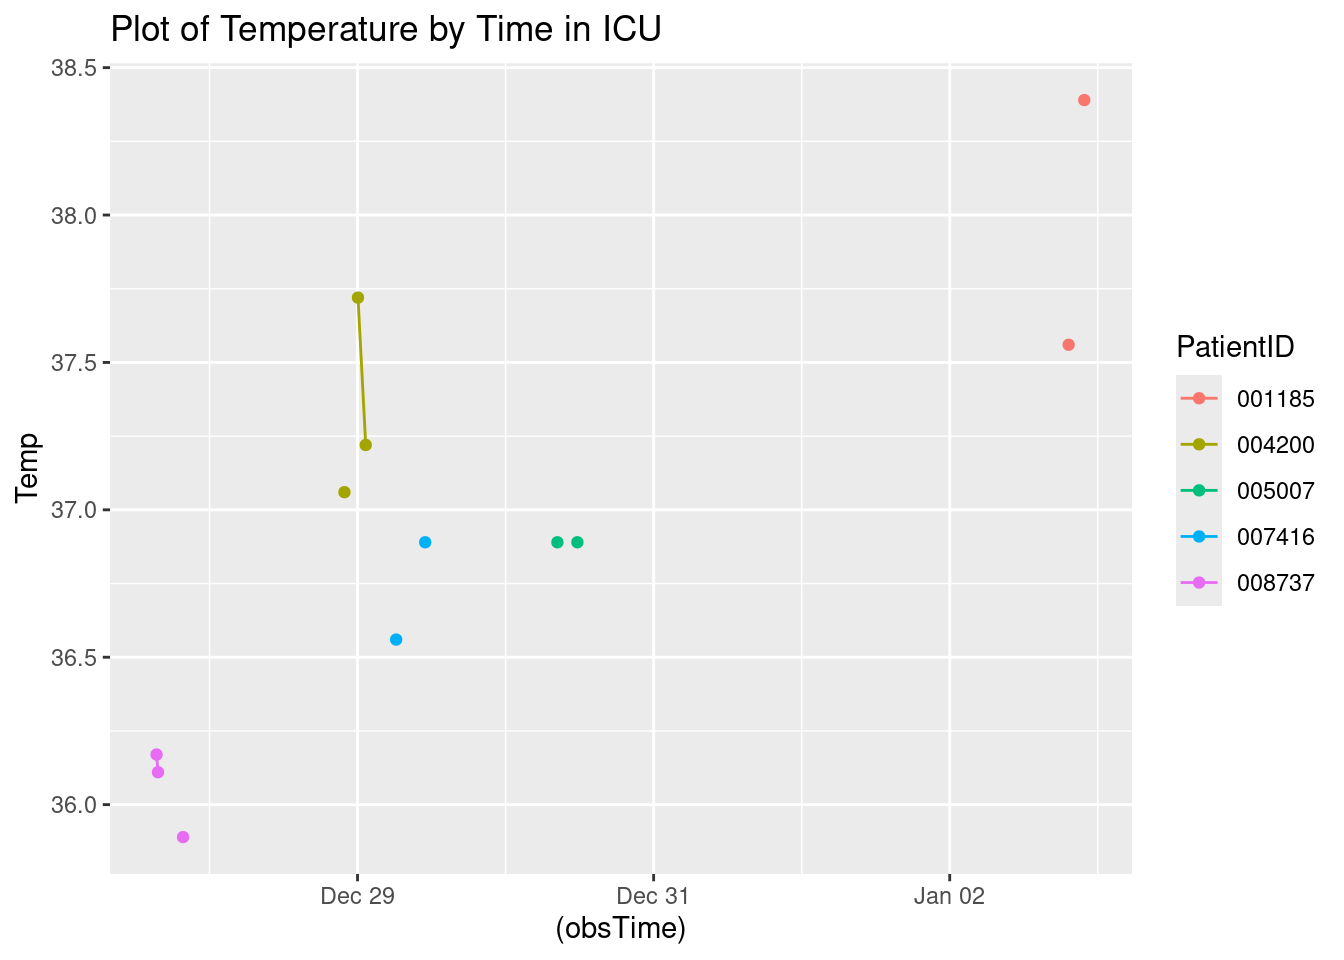 Plot of Temperature by Time in ICU
38.5
38.0
37.5
37.0
36.5
36.0
Temp
Dec 29
Dec 31
Jan 02
(obsTime)
PatientID
001185
004200
005007
007416
008737